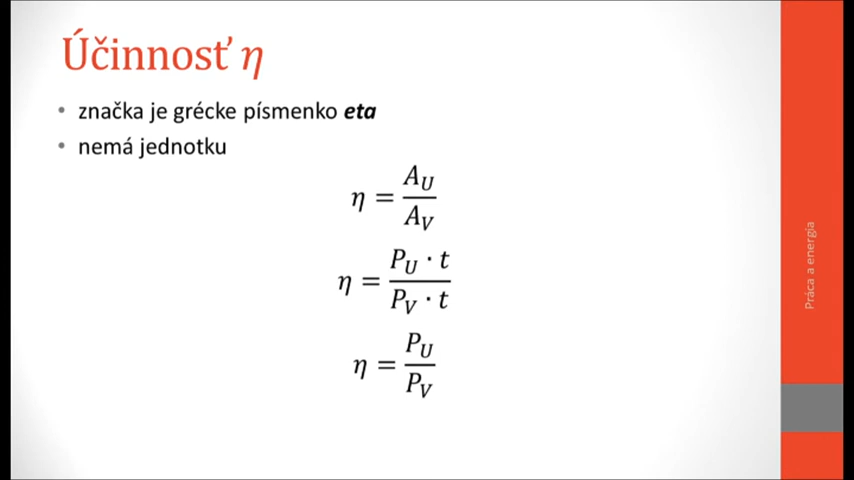 Účinnosť η
• značka je grécke písmenko eta
• nemá jednotku
η = A_U / A_V
η = P_U · t / P_V · t
η = P_U / P_V
Práca a energia